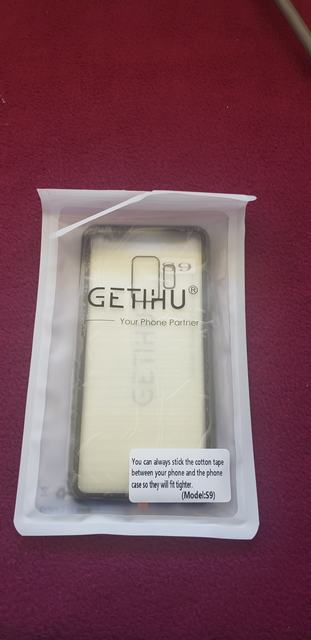 S9
GETIHU®
Your Phone Partner
GETIHU
You can always stick the cotton tape
between your phone and the phone
case so they will fit tighter.
(Model:S9)